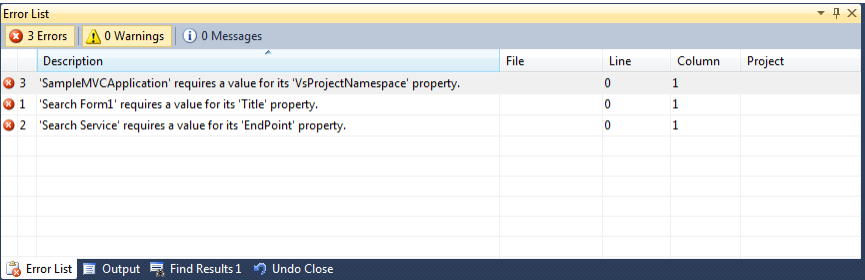 Error List
3 Errors 0 Warnings 0 Messages
Description File Line Column Project
3 'SampleMVCApplication' requires a value for its 'VsProjectNamespace' property. 0 1
1 'Search Form1' requires a value for its 'Title' property. 0 1
2 'Search Service' requires a value for its 'EndPoint' property. 0 1
Error List Output Find Results 1 Undo Close